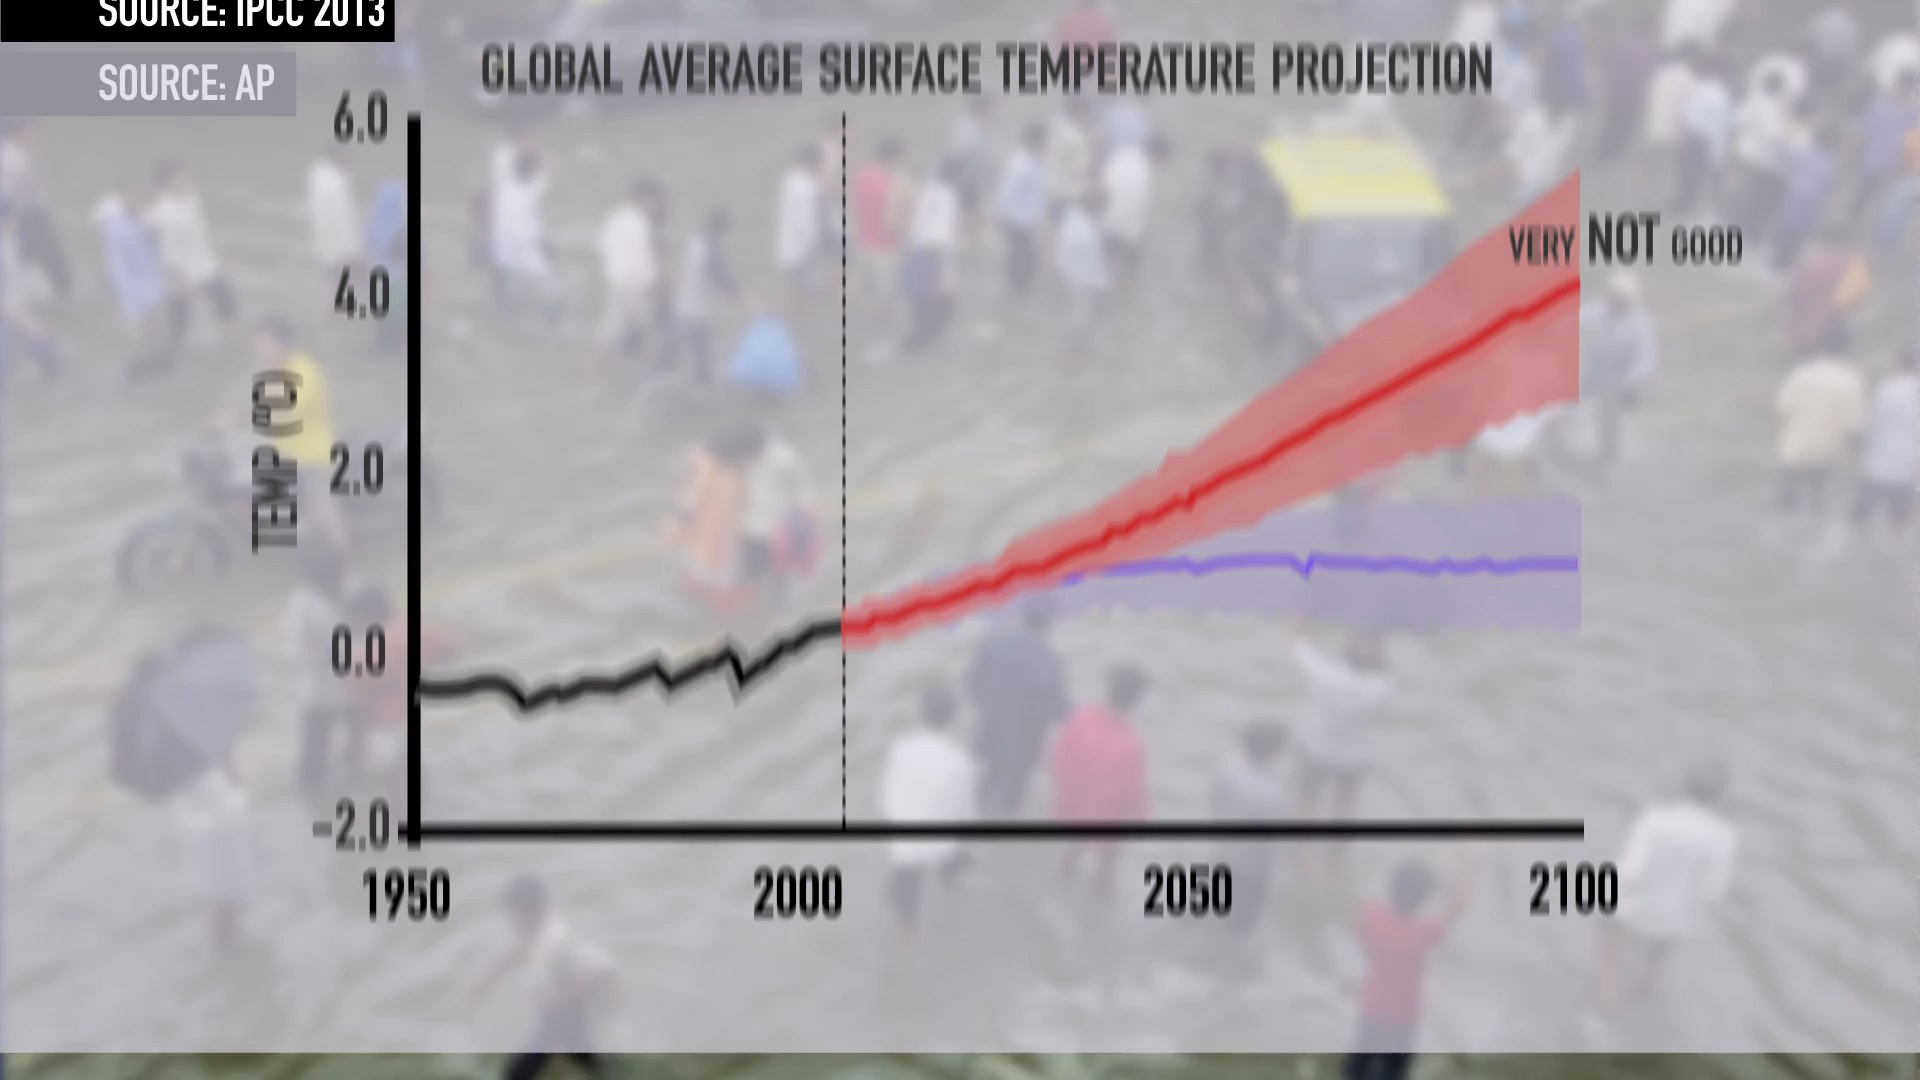 SOURCE: IPCC 2013
SOURCE: AP
GLOBAL AVERAGE SURFACE TEMPERATURE PROJECTION
6.0
4.0
2.0
0.0
-2.0
TEMP (°C)
VERY NOT GOOD
1950
2000
2050
2100